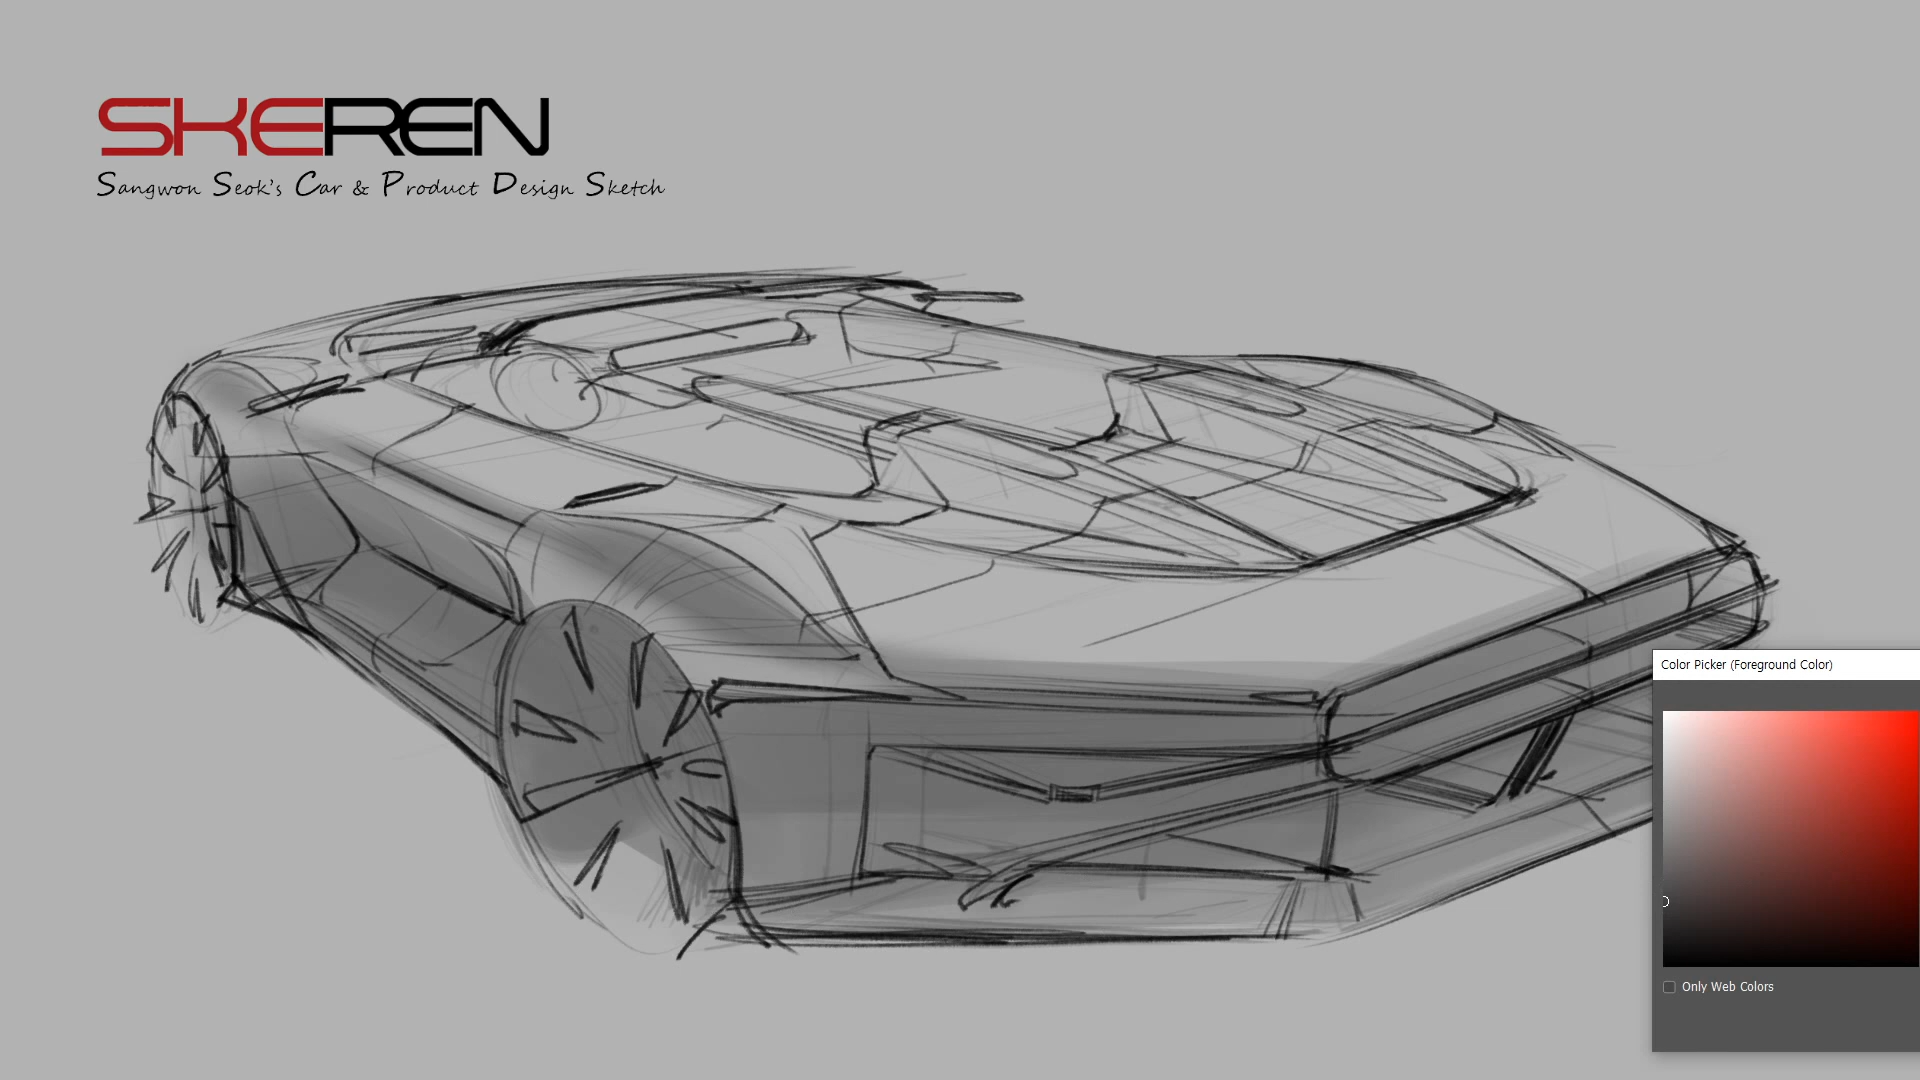 SKEREN
Sangwon Seok's Car & Product Design Sketch
Color Picker (Foreground Color)
Only Web Colors